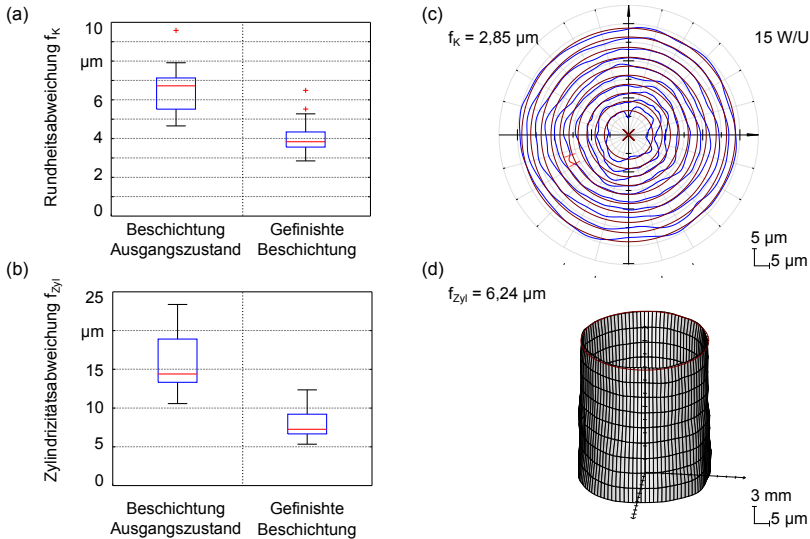 (a)
Rundheitsabweichung f_K
10
µm
6
4
2
0
Beschichtung
Ausgangszustand
Gefinishte
Beschichtung
(b)
Zylindrizitätsabweichung f_Zyl
25
µm
15
10
5
0
Beschichtung
Ausgangszustand
Gefinishte
Beschichtung
(c)
f_K = 2,85 µm
15 W/U
5 µm
5 µm
(d)
f_Zyl = 6,24 µm
3 mm
5 µm